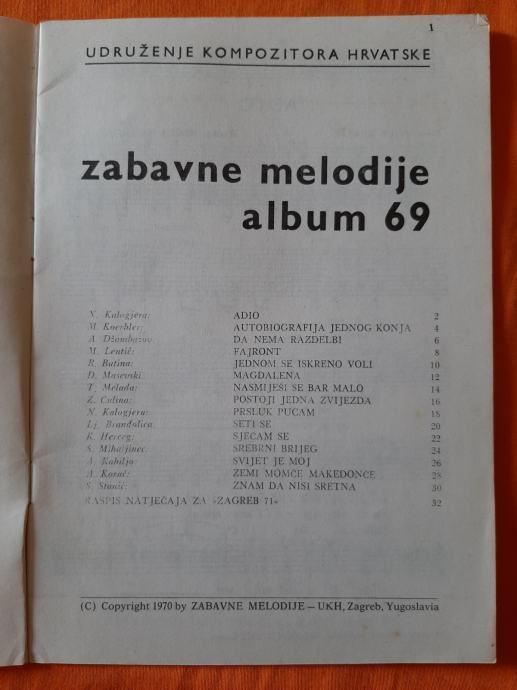 1
UDRUŽENJE KOMPOZITORA HRVATSKE
zabavne melodije
album 69
N. Kalogjera: ADIO 2
M. Koerbler: AUTOBIOGRAFIJA JEDNOG KONJA 4
A. Džambazov: DA NEMA RAZDELBI 6
M. Lentić: FAJRONT 8
R. Butina: JEDNOM SE ISKRENO VOLI 10
D. Masevski: MAGDALENA 12
T. Melada: NASMIJEŠI SE BAR MALO 14
Z. Culina: POSTOJI JEDNA ZVIJEZDA 16
N. Kalogjera: PRSLUK PUCAM 18
Lj. Brandolica: SETI SE 20
K. Herceg: SJEĆAM SE 22
S. Mihaljinec: SREBRNI BRIJEG 24
A. Kabiljo: SVIJET JE MOJ 26
A. Korać: ZEMI MOMČE MAKEDONČE 28
S. Stanić: ZNAM DA NISI SRETNA 30
RASPIS NATJEČAJA ZA »ZAGREB 71« 32
(C) Copyright 1970 by ZABAVNE MELODIJE — UKH, Zagreb, Yugoslavia